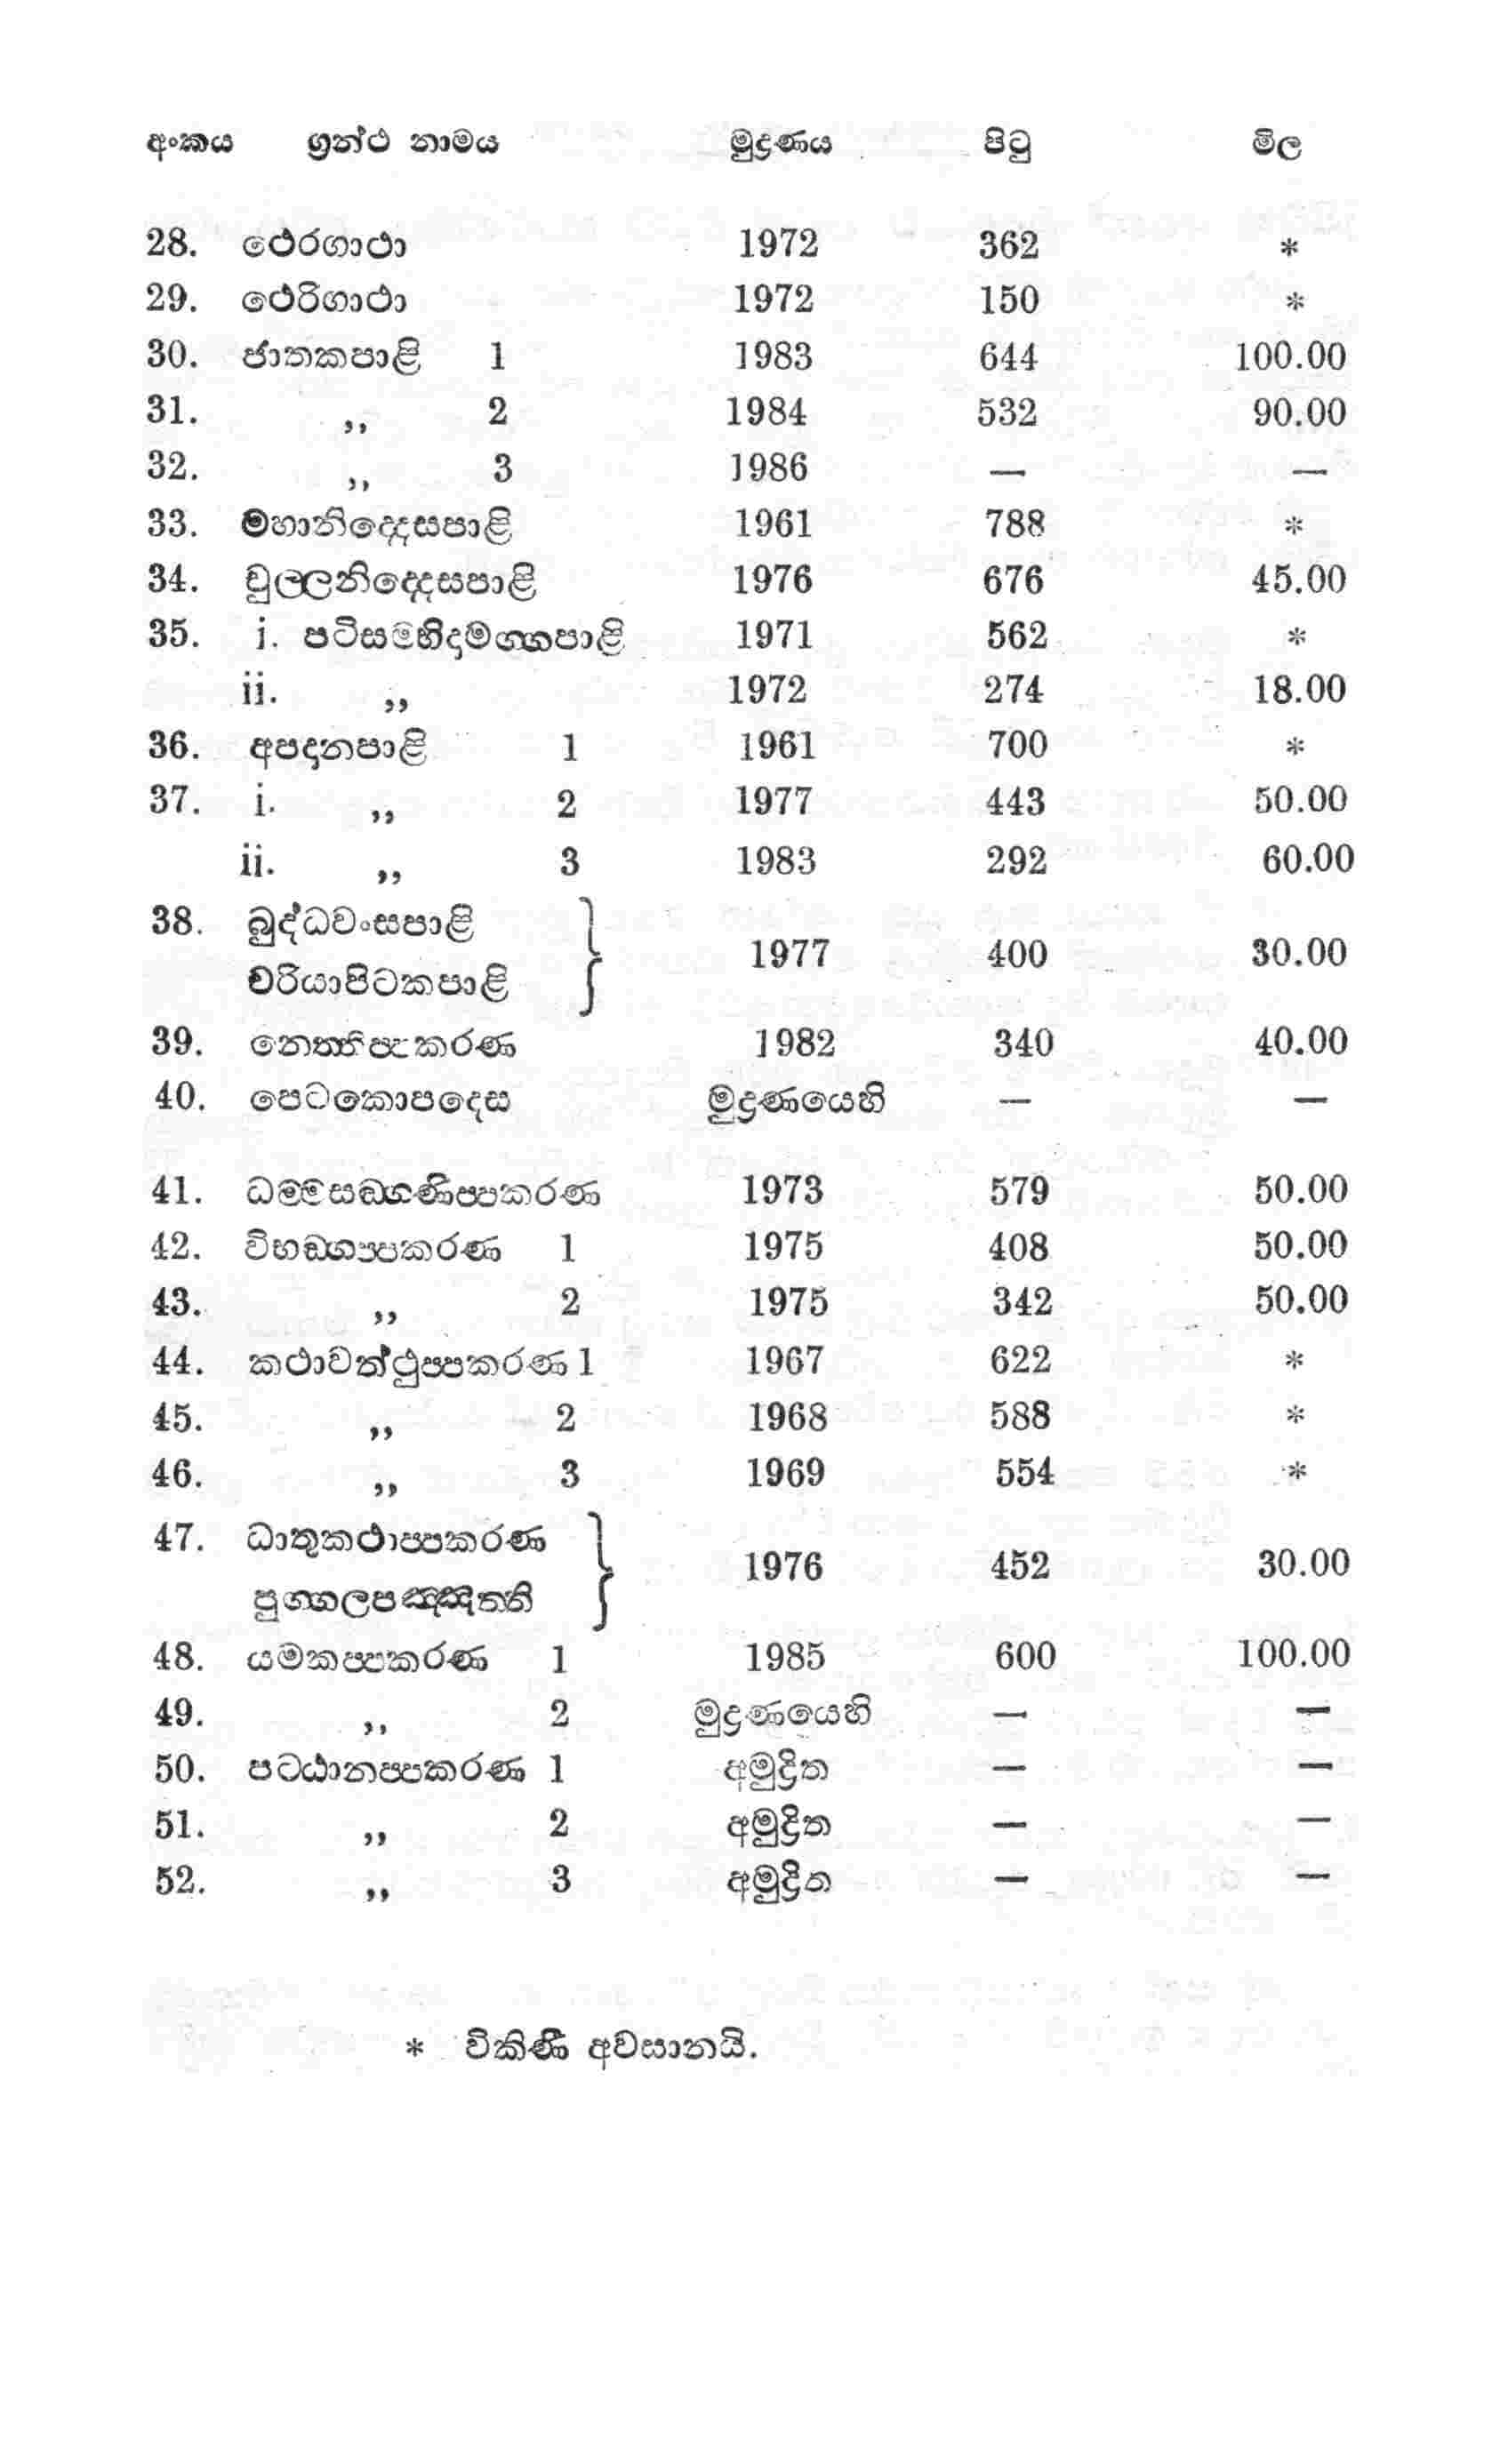 අංකය ග්‍රන්ථ නාමය මුද්‍රණය පිටු මිල
28. ථෙරගාථා 1972 362 *
29. ථෙරිගාථා 1972 150 *
30. ජාතකපාළි 1 1983 644 100.00
31. ,, 2 1984 532 90.00
32. ,, 3 1986 — —
33. මහානිද්දෙසපාළි 1961 788 *
34. චුල්ලනිද්දෙසපාළි 1976 676 45.00
35. i. පටිසම්භිදාමග්ගපාළි 1971 562 *
ii. ,, 1972 274 18.00
36. අපදානපාළි 1 1961 700 *
37. i. ,, 2 1977 443 50.00
ii. ,, 3 1983 292 60.00
38. බුද්ධවංසපාළි
චරියාපිටකපාළි } 1977 400 30.00
39. නෙත්තිප්පකරණ 1982 340 40.00
40. පෙටකොපදෙස මුද්‍රණයෙහි — —
41. ධම්මසඞ්ගණිප්පකරණ 1973 579 50.00
42. විභඞ්ගප්පකරණ 1 1975 408 50.00
43. ,, 2 1975 342 50.00
44. කථාවත්ථුප්පකරණ 1 1967 622 *
45. ,, 2 1968 588 *
46. ,, 3 1969 554 *
47. ධාතුකථාප්පකරණ
පුග්ගලපඤ්ඤත්ති } 1976 452 30.00
48. යමකප්පකරණ 1 1985 600 100.00
49. ,, 2 මුද්‍රණයෙහි — —
50. පට්ඨානප්පකරණ 1 අමුද්‍රිත — —
51. ,, 2 අමුද්‍රිත — —
52. ,, 3 අමුද්‍රිත — —
* විකිණී අවසානයි.